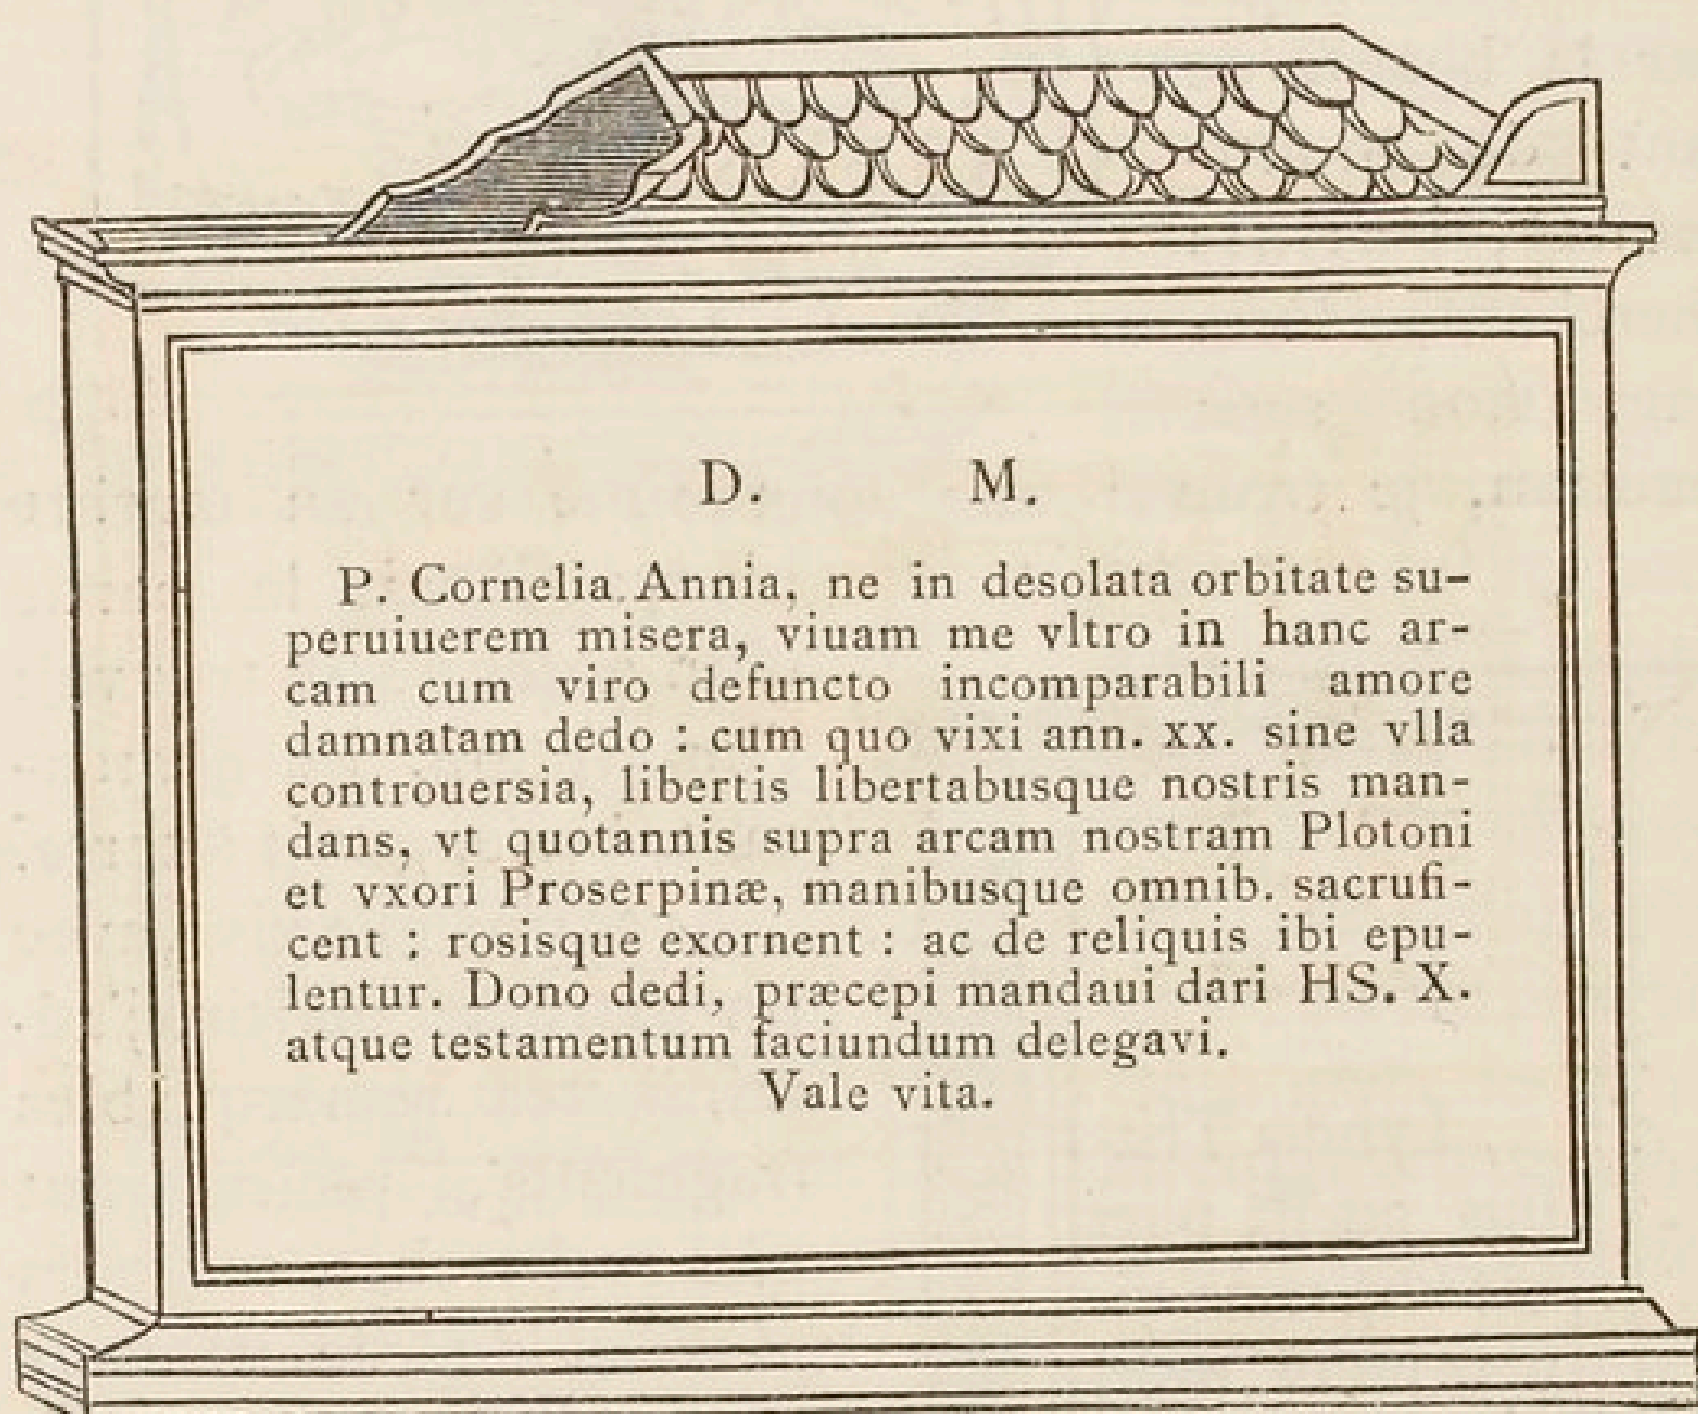 D. M.
P. Cornelia Annia, ne in desolata orbitate su-
peruiuerem misera, viuam me vltro in hanc ar-
cam cum viro defuncto incomparabili amore
damnatam dedo : cum quo vixi ann. xx. sine vlla
controuersia, libertis libertabusque nostris man-
dans, vt quotannis supra arcam nostram Plotoni
et vxori Proserpinæ, manibusque omnib. sacrufi-
cent : rosisque exornent : ac de reliquis ibi epu-
lentur. Dono dedi, præcepi mandaui dari HS. X.
atque testamentum faciundum delegavi.
Vale vita.